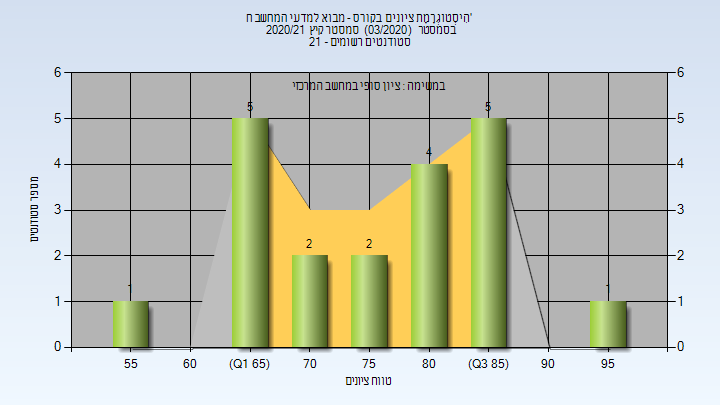 היסטוגרמת ציונים בקורס - מבוא למדעי המחשב ח'
בסמסטר (03/2020) סמסטר קיץ 2020/21
סטודנטים רשומים - 21
במשימה : ציון סופי במחשב המרכזי
מספר סטודנטים
6 6
5 5
4 4
3 3
2 2
1 1
0 0
1 5 2 2 4 5 1
55 60 (Q1 65) 70 75 80 (Q3 85) 90 95
טווח ציונים